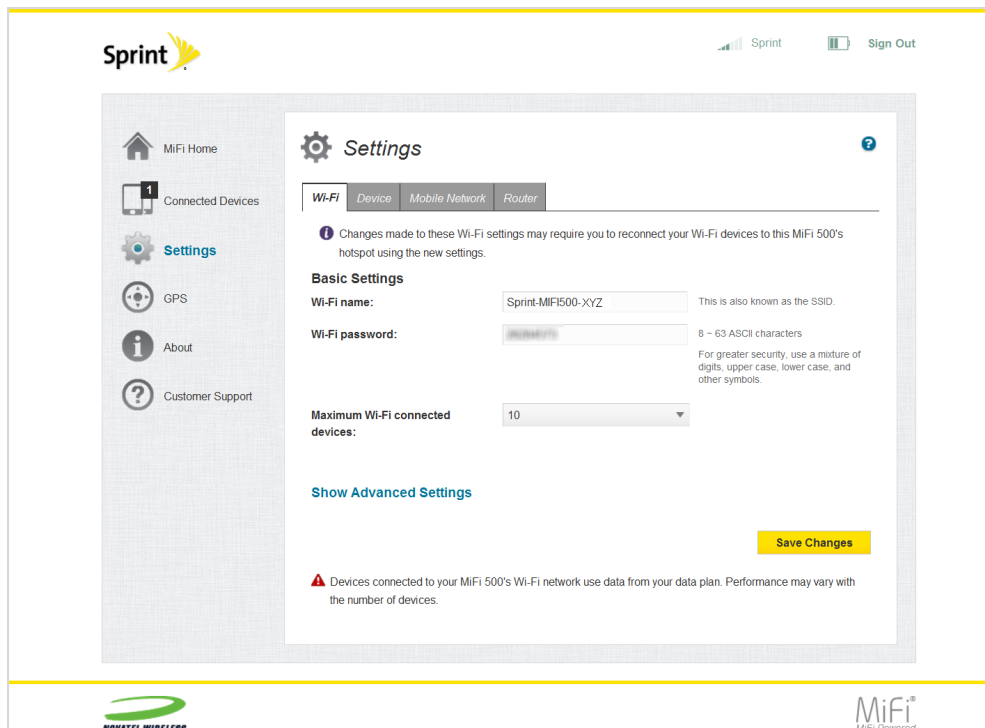 Sprint
Sprint
Sign Out
MiFi Home
1
Connected Devices
Settings
GPS
About
Customer Support
Settings
?
Wi-Fi
Device
Mobile Network
Router
Changes made to these Wi-Fi settings may require you to reconnect your Wi-Fi devices to this MiFi 500's
hotspot using the new settings.
Basic Settings
Wi-Fi name:
Sprint-MIFI500-XYZ
This is also known as the SSID.
Wi-Fi password:
8 ~ 63 ASCII characters
For greater security, use a mixture of
digits, upper case, lower case, and
other symbols.
Maximum Wi-Fi connected
devices:
10
Show Advanced Settings
Save Changes
Devices connected to your MiFi 500's Wi-Fi network use data from your data plan. Performance may vary with
the number of devices.
NOVATEL WIRELESS
MiFi®
MiFi Powered